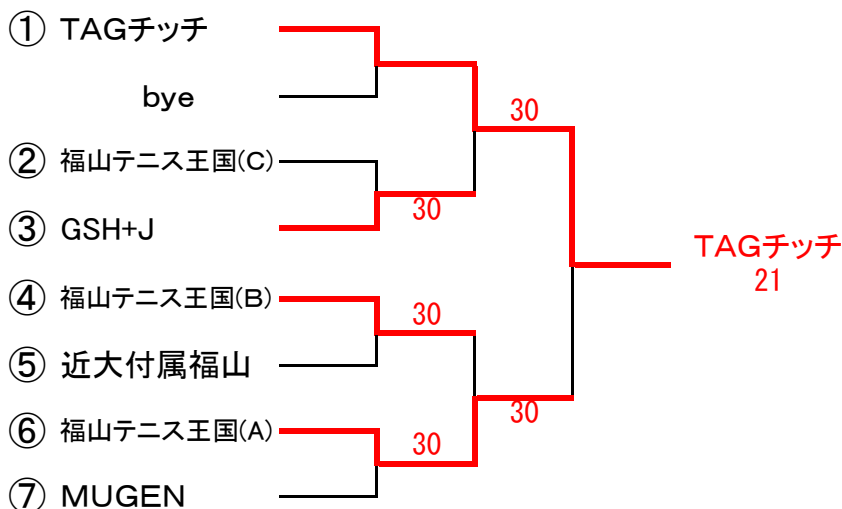 ① TAGチッチ
bye
30
② 福山テニス王国(C)
30
③ GSH+J
TAGチッチ
21
④ 福山テニス王国(B)
30
⑤ 近大付属福山
30
⑥ 福山テニス王国(A)
30
⑦ MUGEN